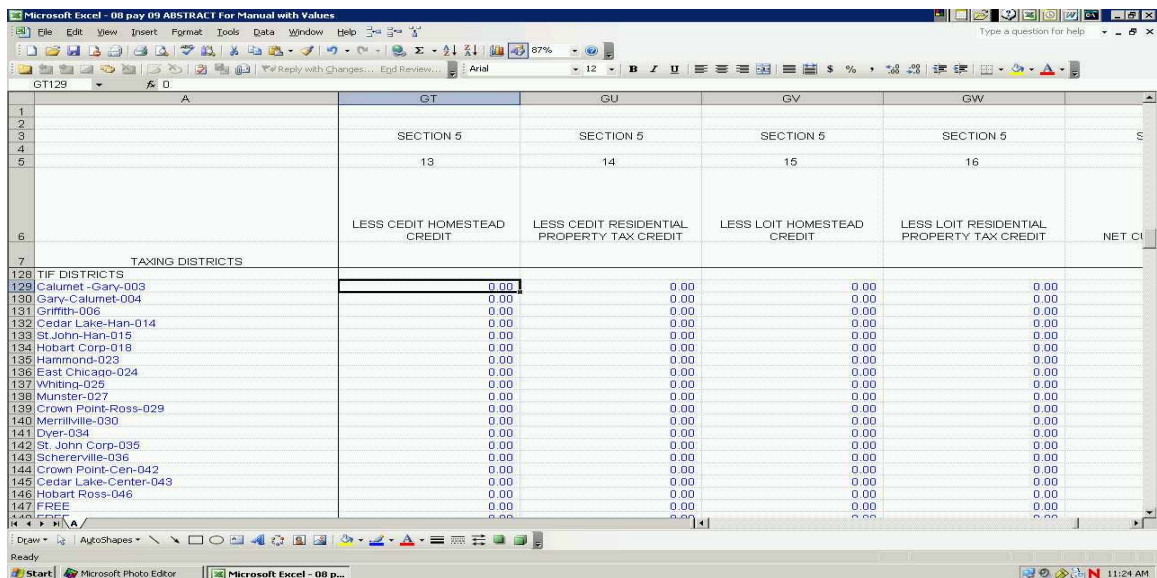 Microsoft Excel - 08 pay 09 ABSTRACT For Manual with Values
File Edit View Insert Format Tools Data Window Help
Type a question for help
87%
Reply with Changes... End Review...
Arial 12 B I U $ % ,
GT129 fx 0
A GT GU GV GW
1
2
3 SECTION 5 SECTION 5 SECTION 5 SECTION 5 S
4
5 13 14 15 16
LESS CEDIT HOMESTEAD LESS CEDIT RESIDENTIAL LESS LOIT HOMESTEAD LESS LOIT RESIDENTIAL
6 CREDIT PROPERTY TAX CREDIT CREDIT PROPERTY TAX CREDIT NET CU
7 TAXING DISTRICTS
128 TIF DISTRICTS
129 Calumet -Gary-003 0.00 0.00 0.00 0.00
130 Gary-Calumet-004 0.00 0.00 0.00 0.00
131 Griffith-006 0.00 0.00 0.00 0.00
132 Cedar Lake-Han-014 0.00 0.00 0.00 0.00
133 St.John-Han-015 0.00 0.00 0.00 0.00
134 Hobart Corp-018 0.00 0.00 0.00 0.00
135 Hammond-023 0.00 0.00 0.00 0.00
136 East Chicago-024 0.00 0.00 0.00 0.00
137 Whiting-025 0.00 0.00 0.00 0.00
138 Munster-027 0.00 0.00 0.00 0.00
139 Crown Point-Ross-029 0.00 0.00 0.00 0.00
140 Merrillville-030 0.00 0.00 0.00 0.00
141 Dyer-034 0.00 0.00 0.00 0.00
142 St. John Corp-035 0.00 0.00 0.00 0.00
143 Schererville-036 0.00 0.00 0.00 0.00
144 Crown Point-Cen-042 0.00 0.00 0.00 0.00
145 Cedar Lake-Center-043 0.00 0.00 0.00 0.00
146 Hobart Ross-046 0.00 0.00 0.00 0.00
147 FREE 0.00 0.00 0.00 0.00
A
Draw AutoShapes
Ready
Start Microsoft Photo Editor Microsoft Excel - 08 p... 11:24 AM